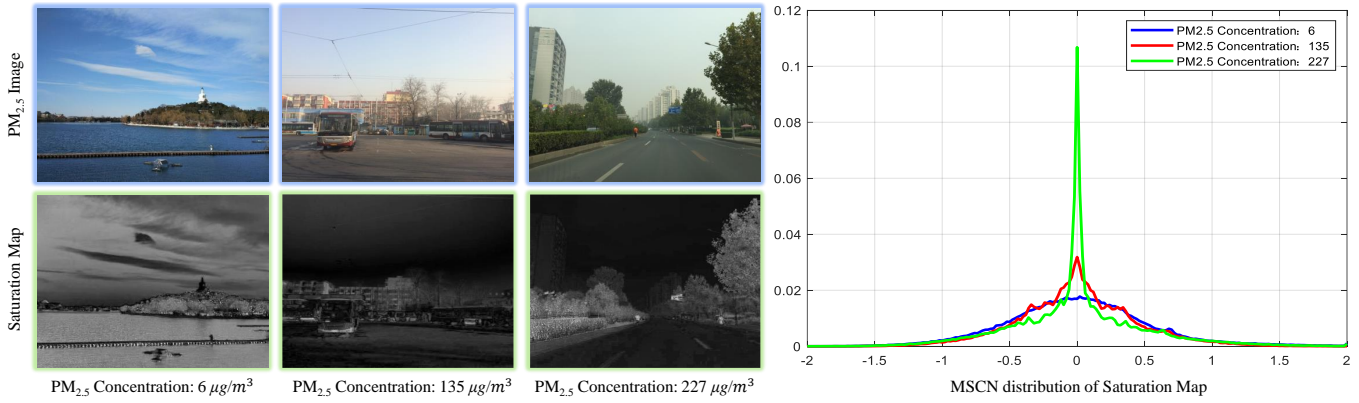 PM2.5 Image
Saturation Map
PM2.5 Concentration: 6 μg/m³
PM2.5 Concentration: 135 μg/m³
PM2.5 Concentration: 227 μg/m³
0.12
0.1
0.08
0.06
0.04
0.02
0
-2
-1.5
-1
-0.5
0
0.5
1
1.5
2
PM2.5 Concentration: 6
PM2.5 Concentration: 135
PM2.5 Concentration: 227
MSCN distribution of Saturation Map